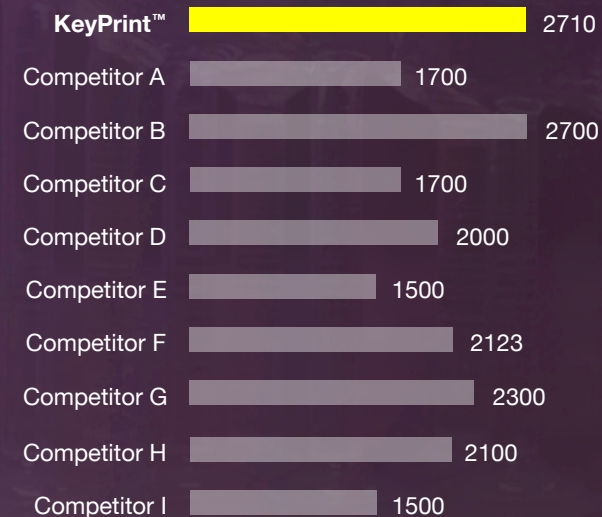 KeyPrint™ 2710
Competitor A 1700
Competitor B 2700
Competitor C 1700
Competitor D 2000
Competitor E 1500
Competitor F 2123
Competitor G 2300
Competitor H 2100
Competitor I 1500